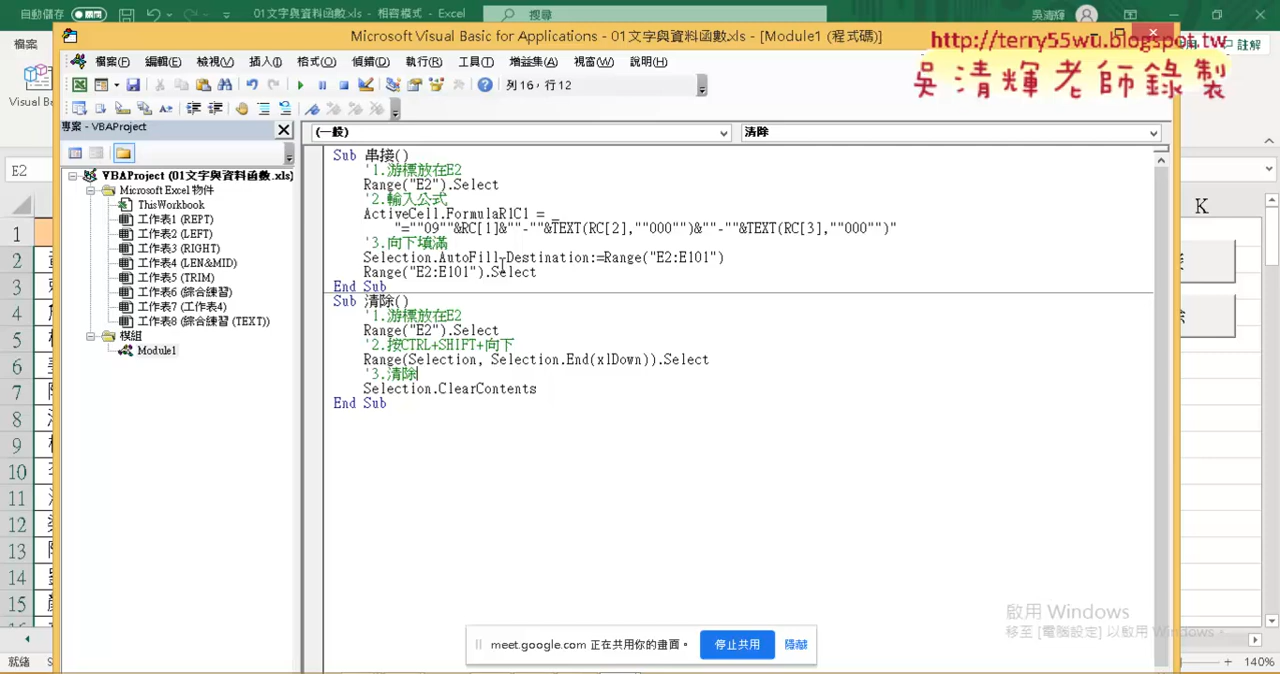 自動儲存
01文字與資料函數.xls - 相容模式 - Excel
搜尋
吳清輝
Microsoft Visual Basic for Applications - 01文字與資料函數.xls - [Module1 (程式碼)]
http://terry55wu.blogspot.tw
吳清輝老師錄製
檔案
註解
檔案(F) 編輯(E) 檢視(V) 插入(I) 格式(O) 偵錯(D) 執行(R) 工具(T) 增益集(A) 視窗(W) 說明(H)
Visual Ba
列16, 行12
專案 - VBAProject
(一般)
清除
E2
VBAProject (01文字與資料函數.xls)
Microsoft Excel 物件
ThisWorkbook
工作表1 (REPT)
工作表2 (LEFT)
工作表3 (RIGHT)
工作表4 (LEN&MID)
工作表5 (TRIM)
工作表6 (綜合練習)
工作表7 (工作表4)
工作表8 (綜合練習 (TEXT))
模組
Module1
Sub 串接()
'1.游標放在E2
Range("E2").Select
'2.輸入公式
ActiveCell.FormulaR1C1 = _
"=""09""&RC[1]&""-""&TEXT(RC[2],""000"")&""-""&TEXT(RC[3],""000"")"
'3.向下填滿
Selection.AutoFill Destination:=Range("E2:E101")
Range("E2:E101").Select
End Sub
Sub 清除()
'1.游標放在E2
Range("E2").Select
'2.按CTRL+SHIFT+向下
Range(Selection, Selection.End(xlDown)).Select
'3.清除
Selection.ClearContents
End Sub
K
1
2
3
4
5
6
7
8
9
10
11
12
13
14
15
除
啟用 Windows
移至 [電腦設定] 以啟用 Windows。
meet.google.com 正在共用你的畫面。
停止共用
隱藏
就緒
140%